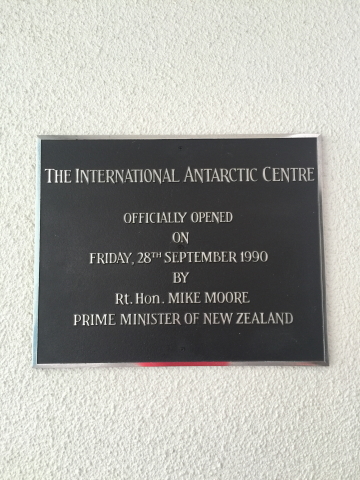 THE INTERNATIONAL ANTARCTIC CENTRE
OFFICIALLY OPENED
ON
FRIDAY, 28TH SEPTEMBER 1990
BY
Rt. Hon. MIKE MOORE
PRIME MINISTER OF NEW ZEALAND